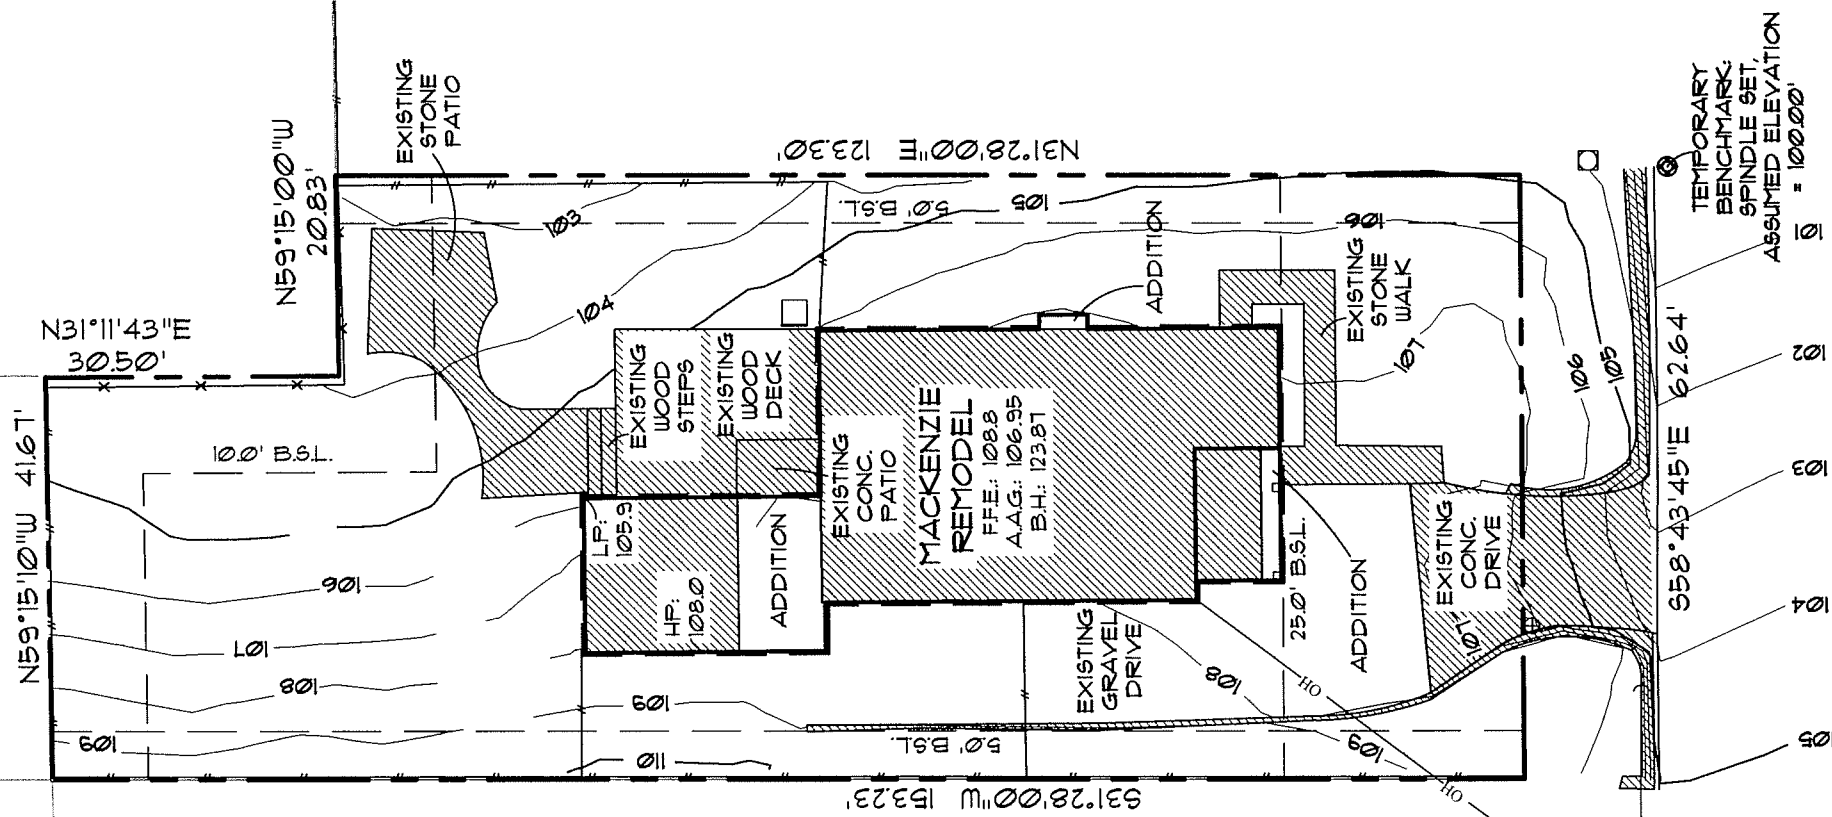 N59°15'10"W 41.67'
N31°11'43"E
30.50'
N59°15'00"W
20.83'
EXISTING
STONE
PATIO
N31°28'00"E 123.30'
TEMPORARY
BENCHMARK:
SPINDLE SET,
ASSUMED ELEVATION
= 100.00'
103
104
105
106
5.0' B.S.L.
ADDITION
EXISTING
STONE
WALK
107
106
105
S58°43'45"E 62.64'
101
102
103
104
105
10.0' B.S.L.
EXISTING
WOOD
STEPS
EXISTING
WOOD
DECK
EXISTING
CONC.
PATIO
MACKENZIE
REMODEL
F.F.E.: 108.8
A.A.G.: 106.95
B.H.: 123.87
LP:
105.9
HP:
108.0
ADDITION
25.0' B.S.L.
ADDITION
EXISTING
CONC.
DRIVE
107
EXISTING
GRAVEL
DRIVE
108
OH
109
OH
106
107
108
109
109
110
5.0' B.S.L.
S31°28'00"W 153.23'